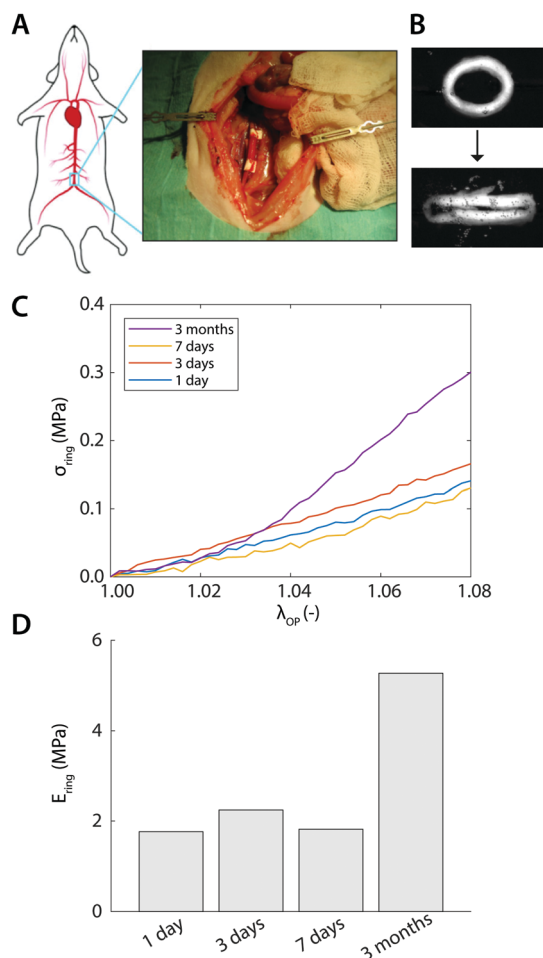 A
B
C
0.4
0.3
0.2
0.1
0.0
σring (MPa)
3 months
7 days
3 days
1 day
1.00
1.02
1.04
1.06
1.08
λOP (-)
D
6
4
2
0
Ering (MPa)
1 day
3 days
7 days
3 months